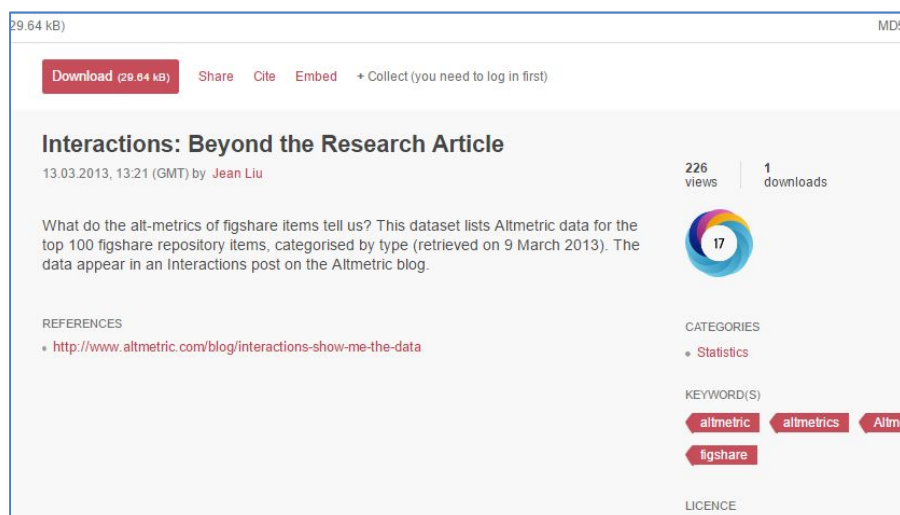 29.64 kB)
MD5
Download (29.64 kB) Share Cite Embed + Collect (you need to log in first)
Interactions: Beyond the Research Article
13.03.2013, 13:21 (GMT) by Jean Liu
226 views
1 downloads
What do the alt-metrics of figshare items tell us? This dataset lists Altmetric data for the
top 100 figshare repository items, categorised by type (retrieved on 9 March 2013). The
data appear in an Interactions post on the Altmetric blog.
17
REFERENCES
http://www.altmetric.com/blog/interactions-show-me-the-data
CATEGORIES
Statistics
KEYWORD(S)
altmetric altmetrics Altm
figshare
LICENCE